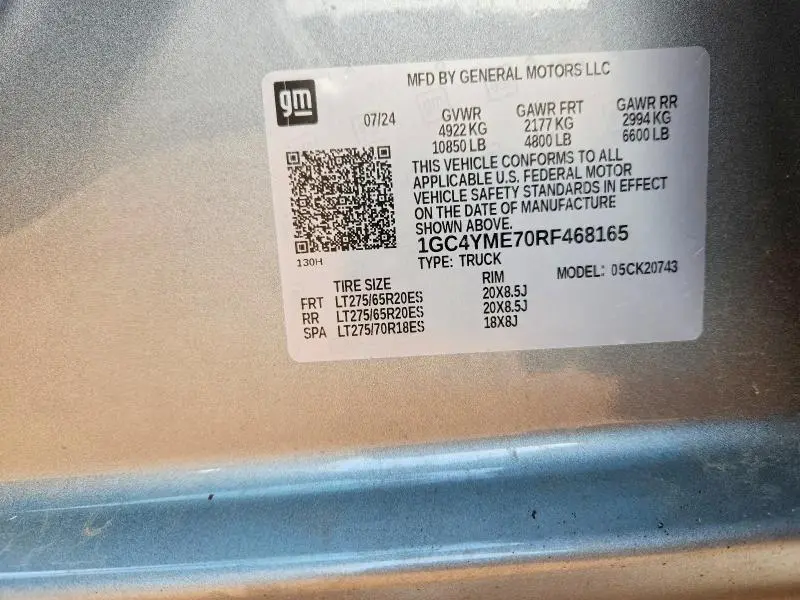 gm
MFD BY GENERAL MOTORS LLC
07/24
GVWR
4922 KG
10850 LB
GAWR FRT
2177 KG
4800 LB
GAWR RR
2994 KG
6600 LB
THIS VEHICLE CONFORMS TO ALL
APPLICABLE U.S. FEDERAL MOTOR
VEHICLE SAFETY STANDARDS IN EFFECT
ON THE DATE OF MANUFACTURE
SHOWN ABOVE.
1GC4YME70RF468165
TYPE: TRUCK
MODEL: 05CK20743
130H
TIRE SIZE RIM
FRT LT275/65R20ES 20X8.5J
RR LT275/65R20ES 20X8.5J
SPA LT275/70R18ES 18X8J